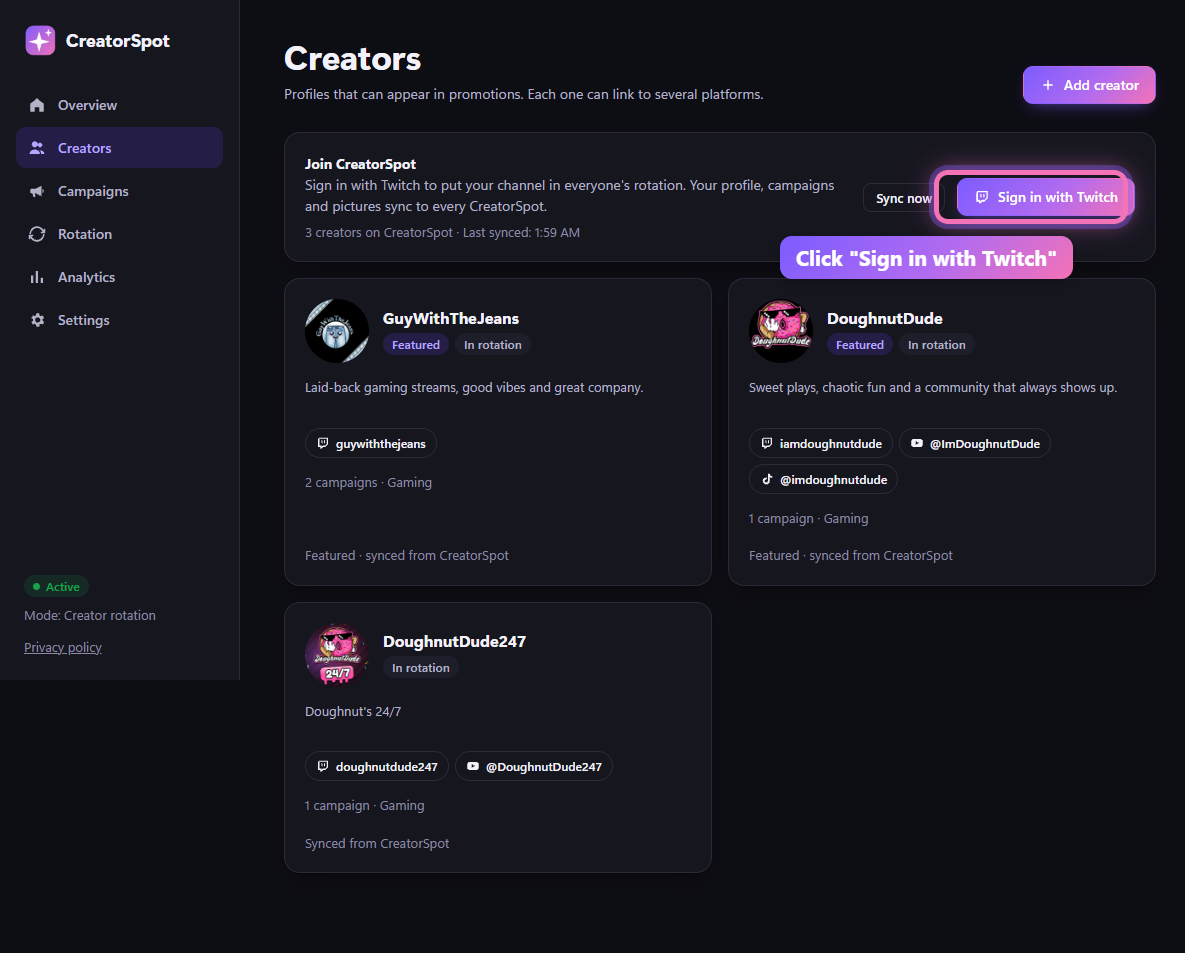 CreatorSpot
Overview
Creators
Campaigns
Rotation
Analytics
Settings
Active
Mode: Creator rotation
Privacy policy
Creators
Profiles that can appear in promotions. Each one can link to several platforms.
+ Add creator
Join CreatorSpot
Sign in with Twitch to put your channel in everyone's rotation. Your profile, campaigns
and pictures sync to every CreatorSpot.
3 creators on CreatorSpot · Last synced: 1:59 AM
Sync now
Sign in with Twitch
Click "Sign in with Twitch"
GuyWithTheJeans
GuyWithTheJeans
Featured
In rotation
Laid-back gaming streams, good vibes and great company.
guywiththejeans
2 campaigns · Gaming
Featured · synced from CreatorSpot
DoughnutDude
DoughnutDude
Featured
In rotation
Sweet plays, chaotic fun and a community that always shows up.
iamdoughnutdude
@ImDoughnutDude
@imdoughnutdude
1 campaign · Gaming
Featured · synced from CreatorSpot
DoughnutDude
24/7
DoughnutDude247
In rotation
Doughnut's 24/7
doughnutdude247
@DoughnutDude247
1 campaign · Gaming
Synced from CreatorSpot